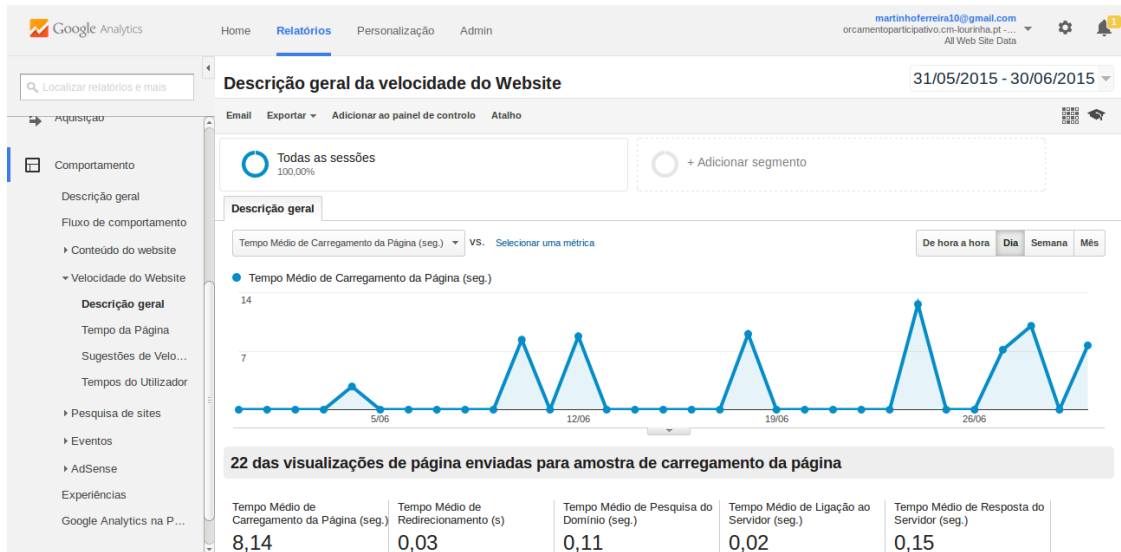 Google Analytics
Home Relatórios Personalização Admin
martinhoferreira10@gmail.com
orcamentoparticipativo.cm-lourinha.pt -...
All Web Site Data
1
Localizar relatórios e mais
Aquisição
Comportamento
Descrição geral
Fluxo de comportamento
Conteúdo do website
Velocidade do Website
Descrição geral
Tempo da Página
Sugestões de Velo...
Tempos do Utilizador
Pesquisa de sites
Eventos
AdSense
Experiências
Google Analytics na P...
Descrição geral da velocidade do Website
31/05/2015 - 30/06/2015
Email Exportar Adicionar ao painel de controlo Atalho
Todas as sessões
100,00%
+ Adicionar segmento
Descrição geral
Tempo Médio de Carregamento da Página (seg.) VS. Selecionar uma métrica
De hora a hora Dia Semana Mês
Tempo Médio de Carregamento da Página (seg.)
14
7
5/06 12/06 19/06 26/06
22 das visualizações de página enviadas para amostra de carregamento da página
Tempo Médio de
Carregamento da Página (seg.)
8,14
Tempo Médio de
Redirecionamento (s)
0,03
Tempo Médio de Pesquisa do
Domínio (seg.)
0,11
Tempo Médio de Ligação ao
Servidor (seg.)
0,02
Tempo Médio de Resposta do
Servidor (seg.)
0,15